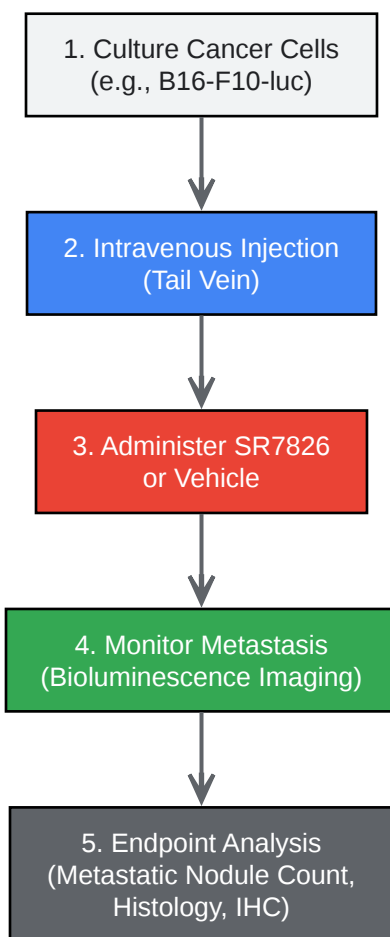 1. Culture Cancer Cells
(e.g., B16-F10-luc)
2. Intravenous Injection
(Tail Vein)
3. Administer SR7826
or Vehicle
4. Monitor Metastasis
(Bioluminescence Imaging)
5. Endpoint Analysis
(Metastatic Nodule Count,
Histology, IHC)